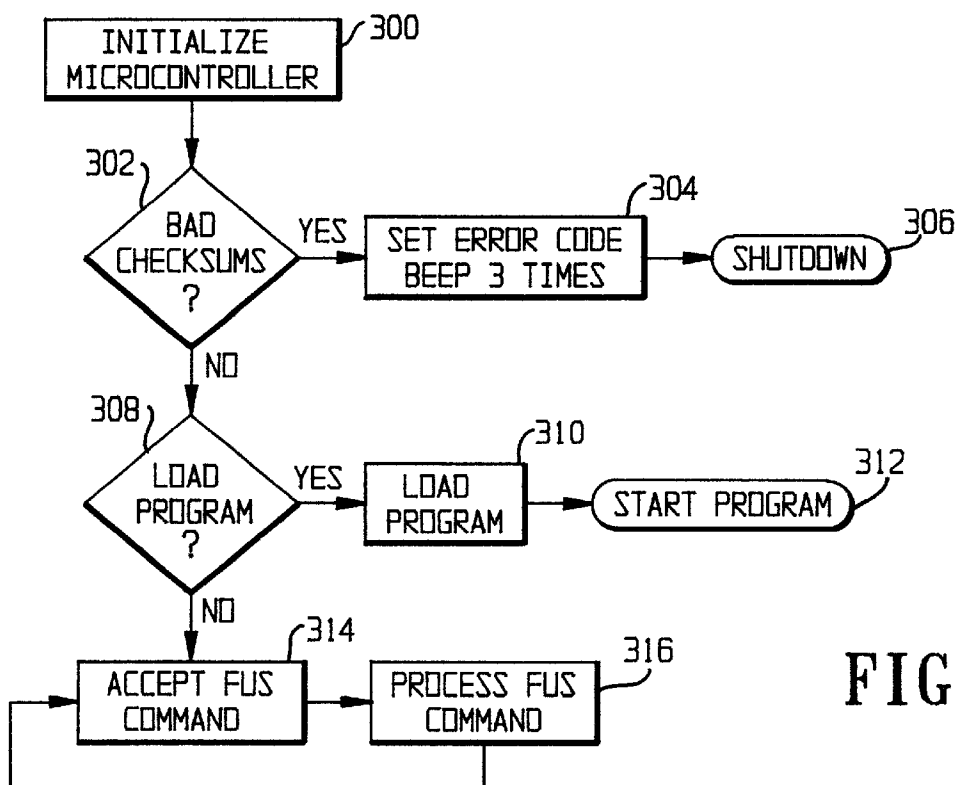 300
INITIALIZE
MICROCONTROLLER
302
BAD
CHECKSUMS
?
YES
304
SET ERROR CODE
BEEP 3 TIMES
306
SHUTDOWN
NO
308
LOAD
PROGRAM
?
YES
310
LOAD
PROGRAM
312
START PROGRAM
NO
314
ACCEPT FUS
COMMAND
316
PROCESS FUS
COMMAND
FIG